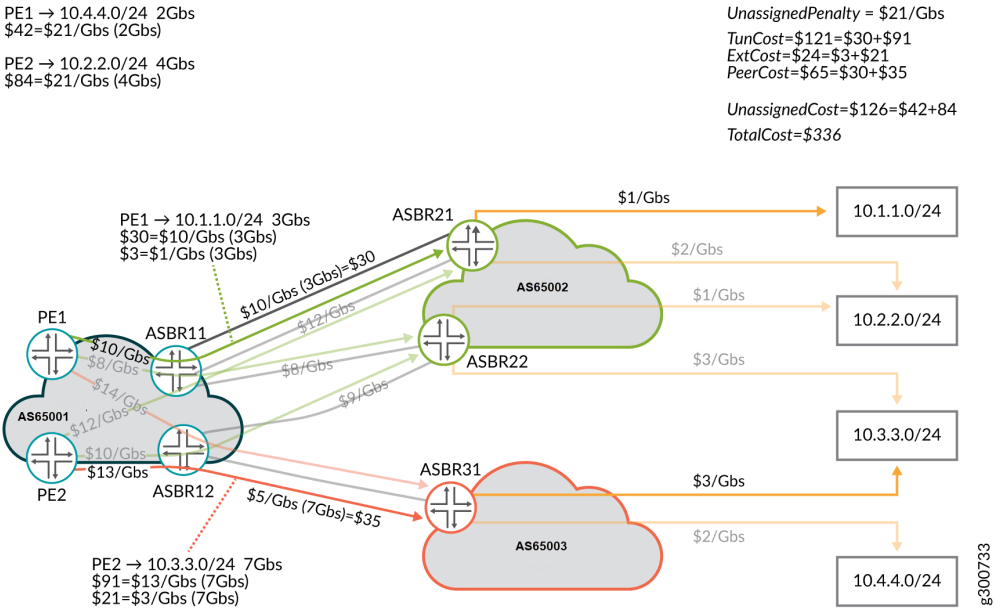 PE1 → 10.4.4.0/24 2Gbs
$42=$21/Gbs (2Gbs)
PE2 → 10.2.2.0/24 4Gbs
$84=$21/Gbs (4Gbs)
UnassignedPenalty = $21/Gbs
TunCost=$121=$30+$91
ExtCost=$24=$3+$21
PeerCost=$65=$30+$35
UnassignedCost=$126=$42+84
TotalCost=$336
PE1 → 10.1.1.0/24 3Gbs
$30=$10/Gbs (3Gbs)
$3=$1/Gbs (3Gbs)
ASBR21
$1/Gbs
10.1.1.0/24
$10/Gbs (3Gbs)=$30
$2/Gbs
AS65002
$12/Gbs
$1/Gbs
10.2.2.0/24
PE1
ASBR11
$10/Gbs
$8/Gbs
$8/Gbs
ASBR22
$3/Gbs
$14/Gbs
$9/Gbs
AS65001
$12/Gbs
10.3.3.0/24
$10/Gbs
$13/Gbs
PE2
ASBR12
ASBR31
$3/Gbs
$5/Gbs (7Gbs)=$35
$2/Gbs
AS65003
PE2 → 10.3.3.0/24 7Gbs
$91=$13/Gbs (7Gbs)
$21=$3/Gbs (7Gbs)
10.4.4.0/24
g300733